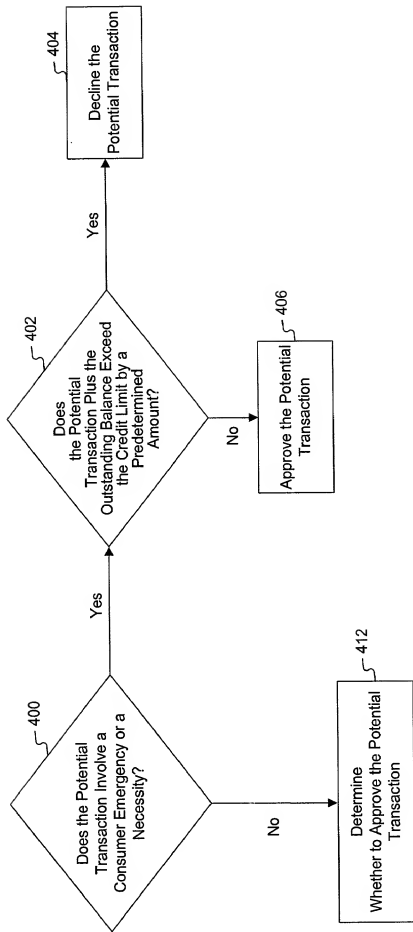 400
Does the Potential
Transaction Involve a
Consumer Emergency or a
Necessity?
Yes
No
412
Determine
Whether to Approve the Potential
Transaction
402
Does
the Potential
Transaction Plus the
Outstanding Balance Exceed
the Credit Limit by a
Predetermined
Amount?
Yes
No
404
Decline the
Potential Transaction
406
Approve the Potential
Transaction